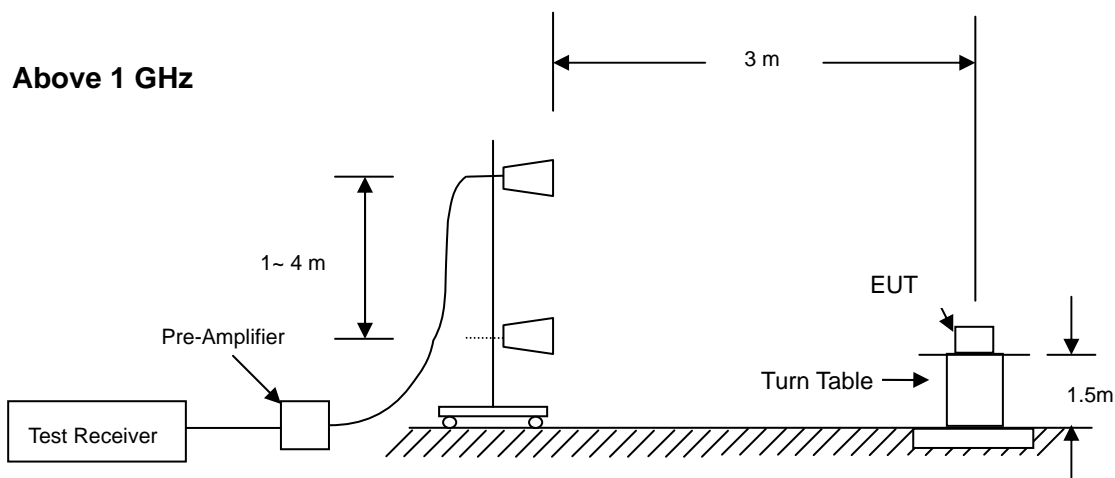 3 m
Above 1 GHz
1~ 4 m
EUT
Pre-Amplifier
Turn Table
1.5m
Test Receiver